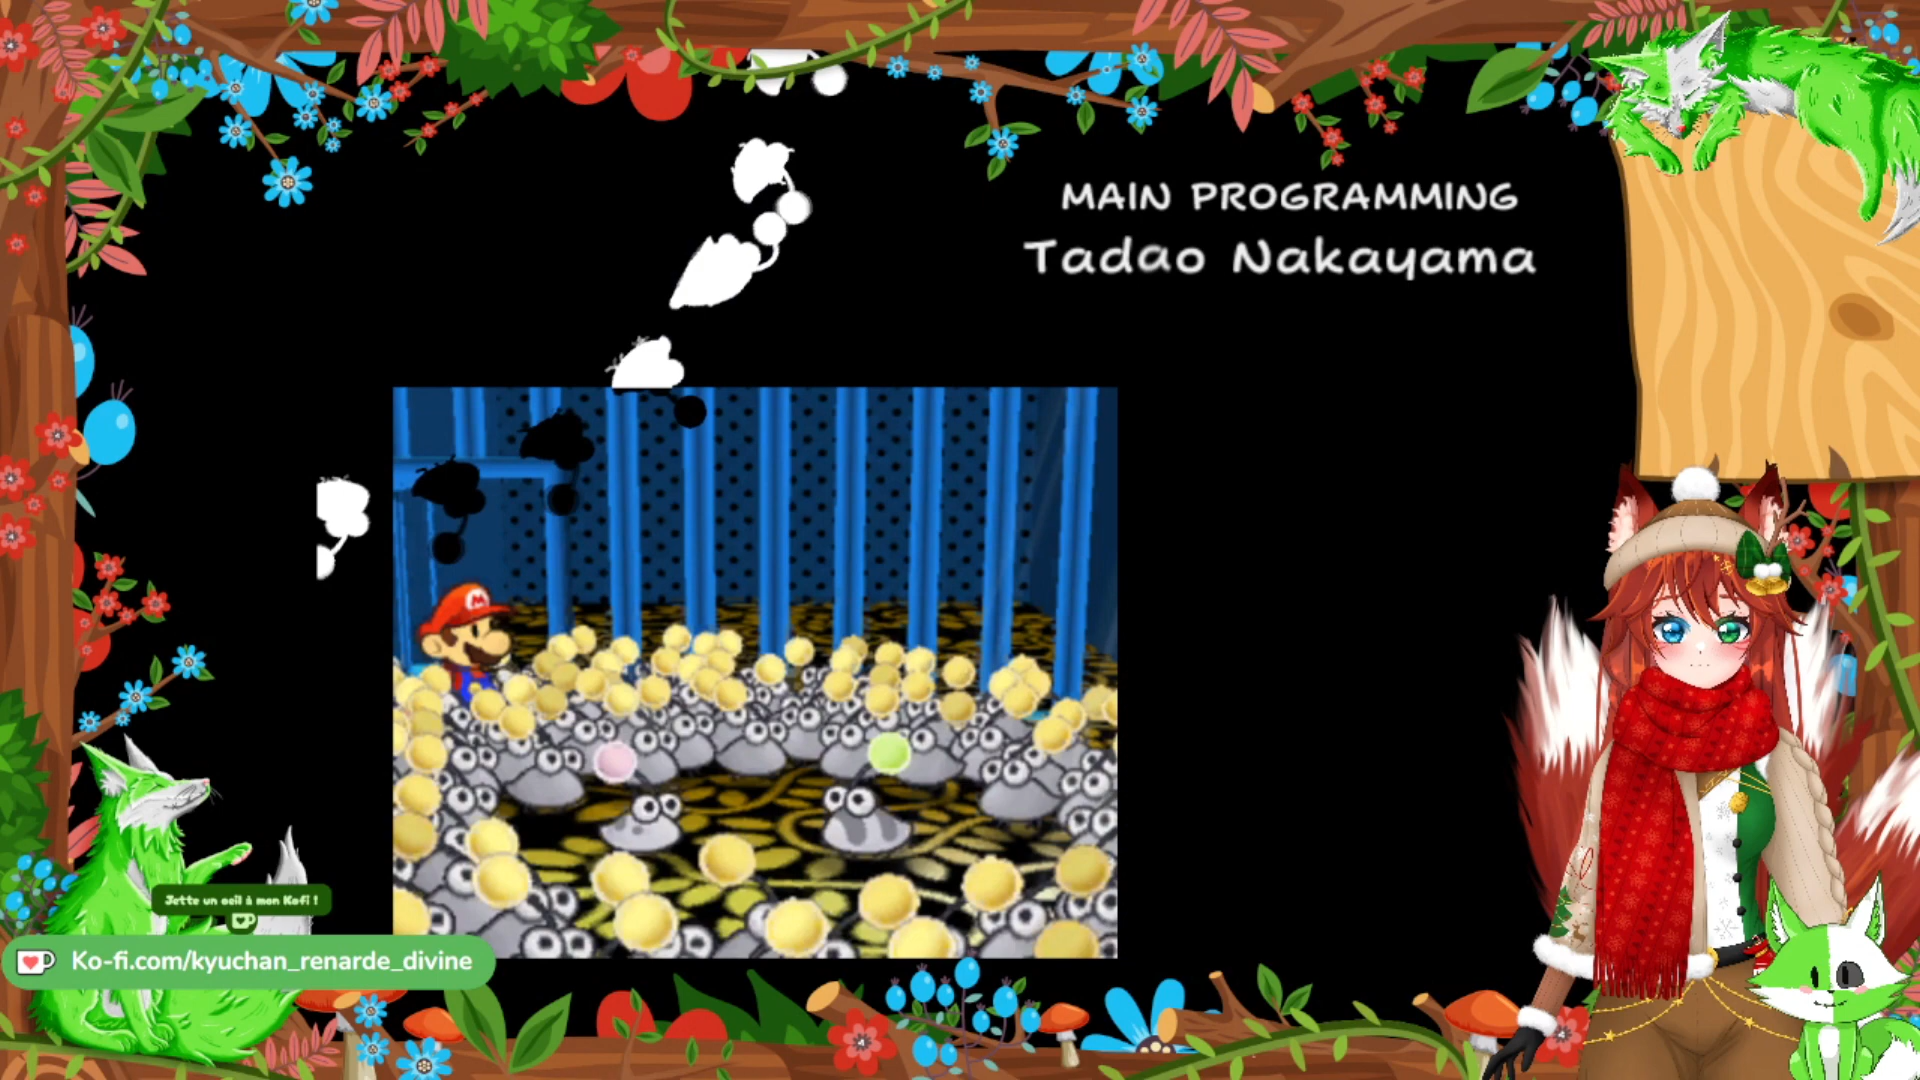 MAIN PROGRAMMING
Tadao Nakayama
M
Jette un oeil à mon Kofi !
Ko-fi.com/kyuchan_renarde_divine